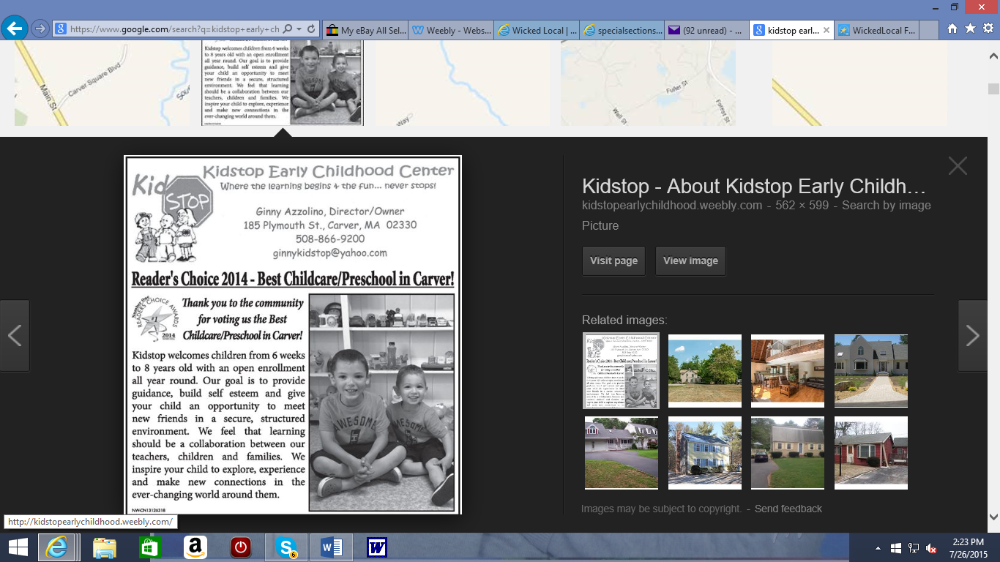 https://www.google.com/search?q=kidstop+early+ch
My eBay All Sel...
Weebly - Webs...
Wicked Local | ...
specialsections...
(92 unread) - ...
kidstop earl...
WickedLocal F...
Main St
Carver Square Blvd
Kidstop welcomes children from 6 weeks
to 8 years old with an open enrollment
all year round. Our goal is to provide
guidance, build self esteem and give
your child an opportunity to meet
new friends in a secure, structured
environment. We feel that learning
should be a collaboration between our
teachers, children and families. We
inspire your child to explore, experience
and make new connections in the
ever-changing world around them.
Way
Wall St
Fuller St
Forest St
Kid
STOP
Kidstop Early Childhood Center
Where the learning begins & the fun... never stops!
Ginny Azzolino, Director/Owner
185 Plymouth St., Carver, MA 02330
508-866-9200
ginnykidstop@yahoo.com
Reader's Choice 2014 - Best Childcare/Preschool in Carver!
Number One
READERS CHOICE AWARDS
#1
2014
Thank you to the community
for voting us the Best
Childcare/Preschool in Carver!
Kidstop welcomes children from 6 weeks
to 8 years old with an open enrollment
all year round. Our goal is to provide
guidance, build self esteem and give
your child an opportunity to meet
new friends in a secure, structured
environment. We feel that learning
should be a collaboration between our
teachers, children and families. We
inspire your child to explore, experience
and make new connections in the
ever-changing world around them.
NW-CN13126318
AWESOME
AWESOME
Kidstop - About Kidstop Early Childh...
kidstopearlychildhood.weebly.com - 562 × 599 - Search by image
Picture
Visit page
View image
Related images:
Images may be subject to copyright. - Send feedback
http://kidstopearlychildhood.weebly.com/
6
2:23 PM
7/26/2015